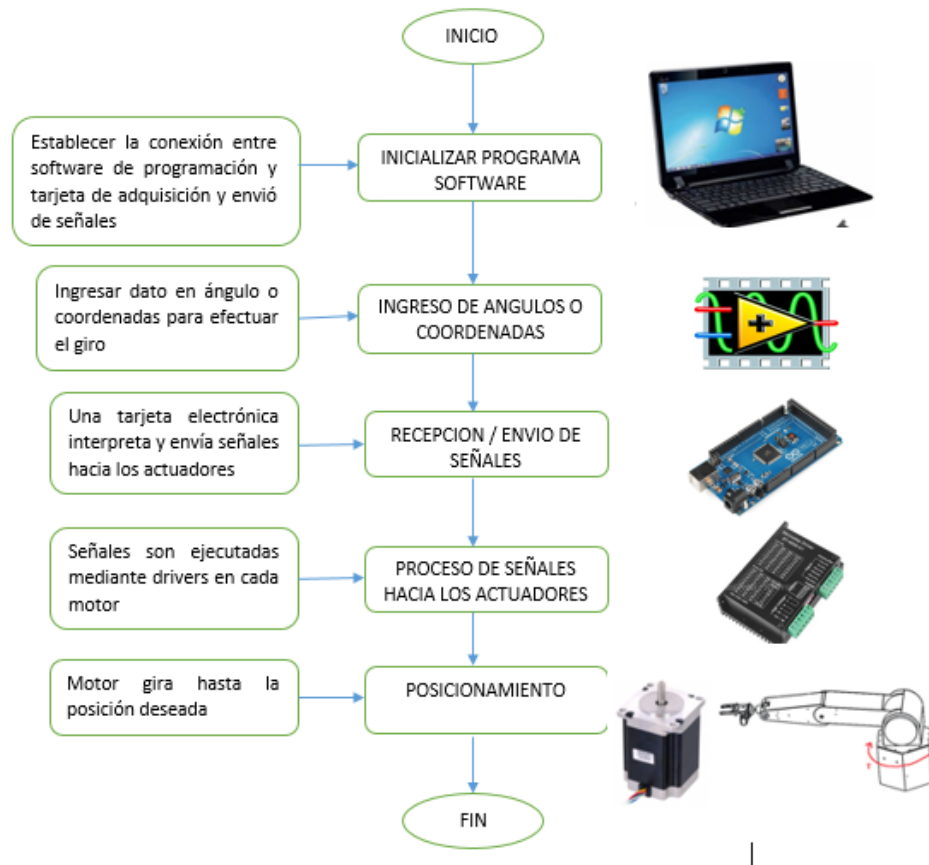 INICIO
Establecer la conexión entre
software de programación y
tarjeta de adquisición y envió
de señales
INICIALIZAR PROGRAMA
SOFTWARE
Ingresar dato en ángulo o
coordenadas para efectuar
el giro
INGRESO DE ANGULOS O
COORDENADAS
Una tarjeta electrónica
interpreta y envía señales
hacia los actuadores
RECEPCION / ENVIO DE
SEÑALES
Señales son ejecutadas
mediante drivers en cada
motor
PROCESO DE SEÑALES
HACIA LOS ACTUADORES
Motor gira hasta la
posición deseada
POSICIONAMIENTO
FIN